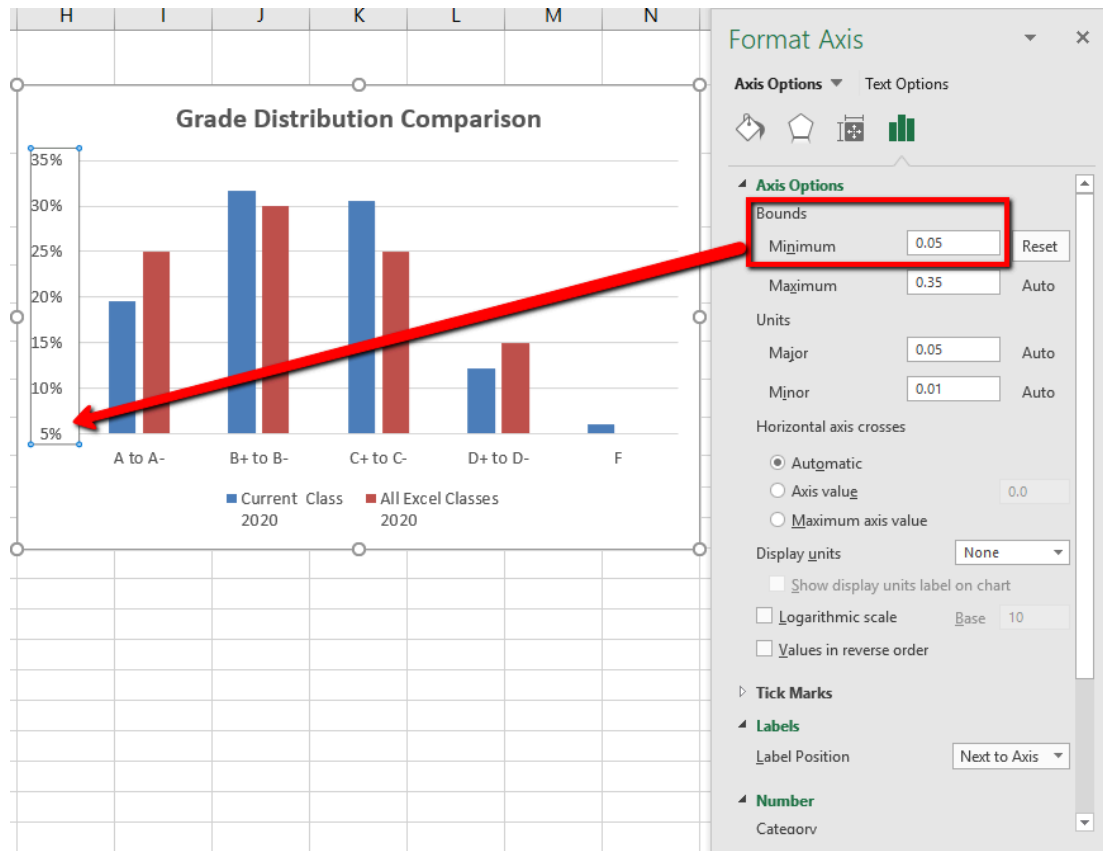 H I J K L M N
Grade Distribution Comparison
35%
30%
25%
20%
15%
10%
5%
A to A- B+ to B- C+ to C- D+ to D- F
Current Class 2020
All Excel Classes 2020
Format Axis
Axis Options Text Options
Axis Options
Bounds
Minimum 0.05 Reset
Maximum 0.35 Auto
Units
Major 0.05 Auto
Minor 0.01 Auto
Horizontal axis crosses
Automatic
Axis value 0.0
Maximum axis value
Display units None
Show display units label on chart
Logarithmic scale Base 10
Values in reverse order
Tick Marks
Labels
Label Position Next to Axis
Number
Category